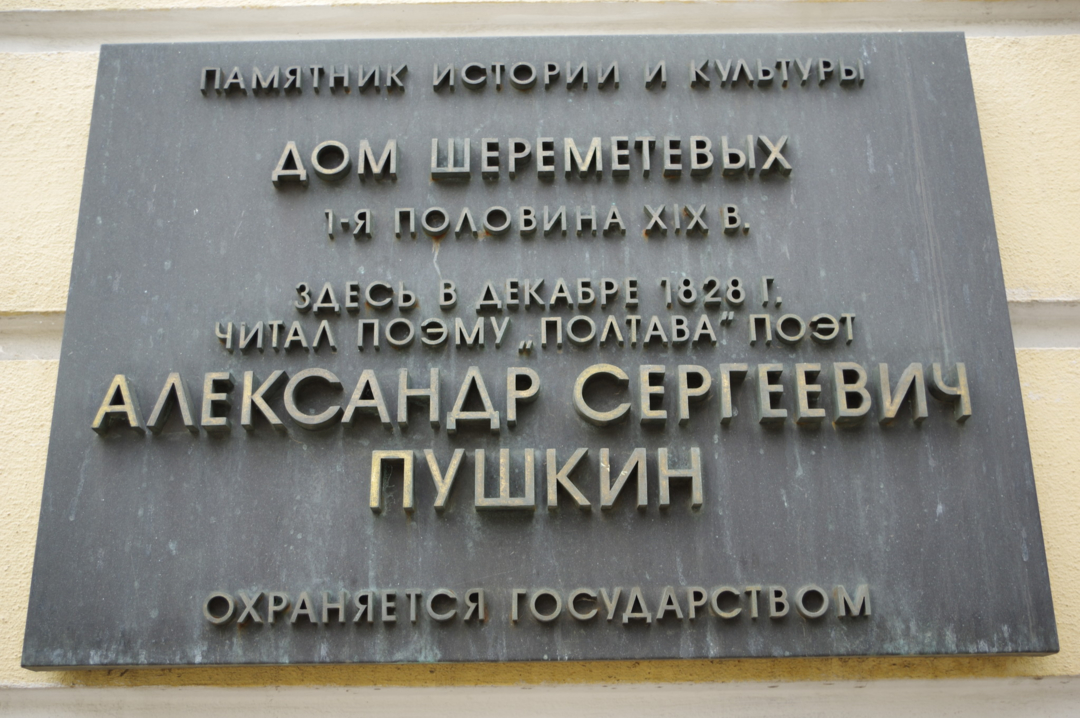 ПАМЯТНИК ИСТОРИИ И КУЛЬТУРЫ
ДОМ ШЕРЕМЕТЕВЫХ
1-Я ПОЛОВИНА XIX В.
ЗДЕСЬ В ДЕКАБРЕ 1828 Г.
ЧИТАЛ ПОЭМУ „ПОЛТАВА“ ПОЭТ
АЛЕКСАНДР СЕРГЕЕВИЧ
ПУШКИН
ОХРАНЯЕТСЯ ГОСУДАРСТВОМ